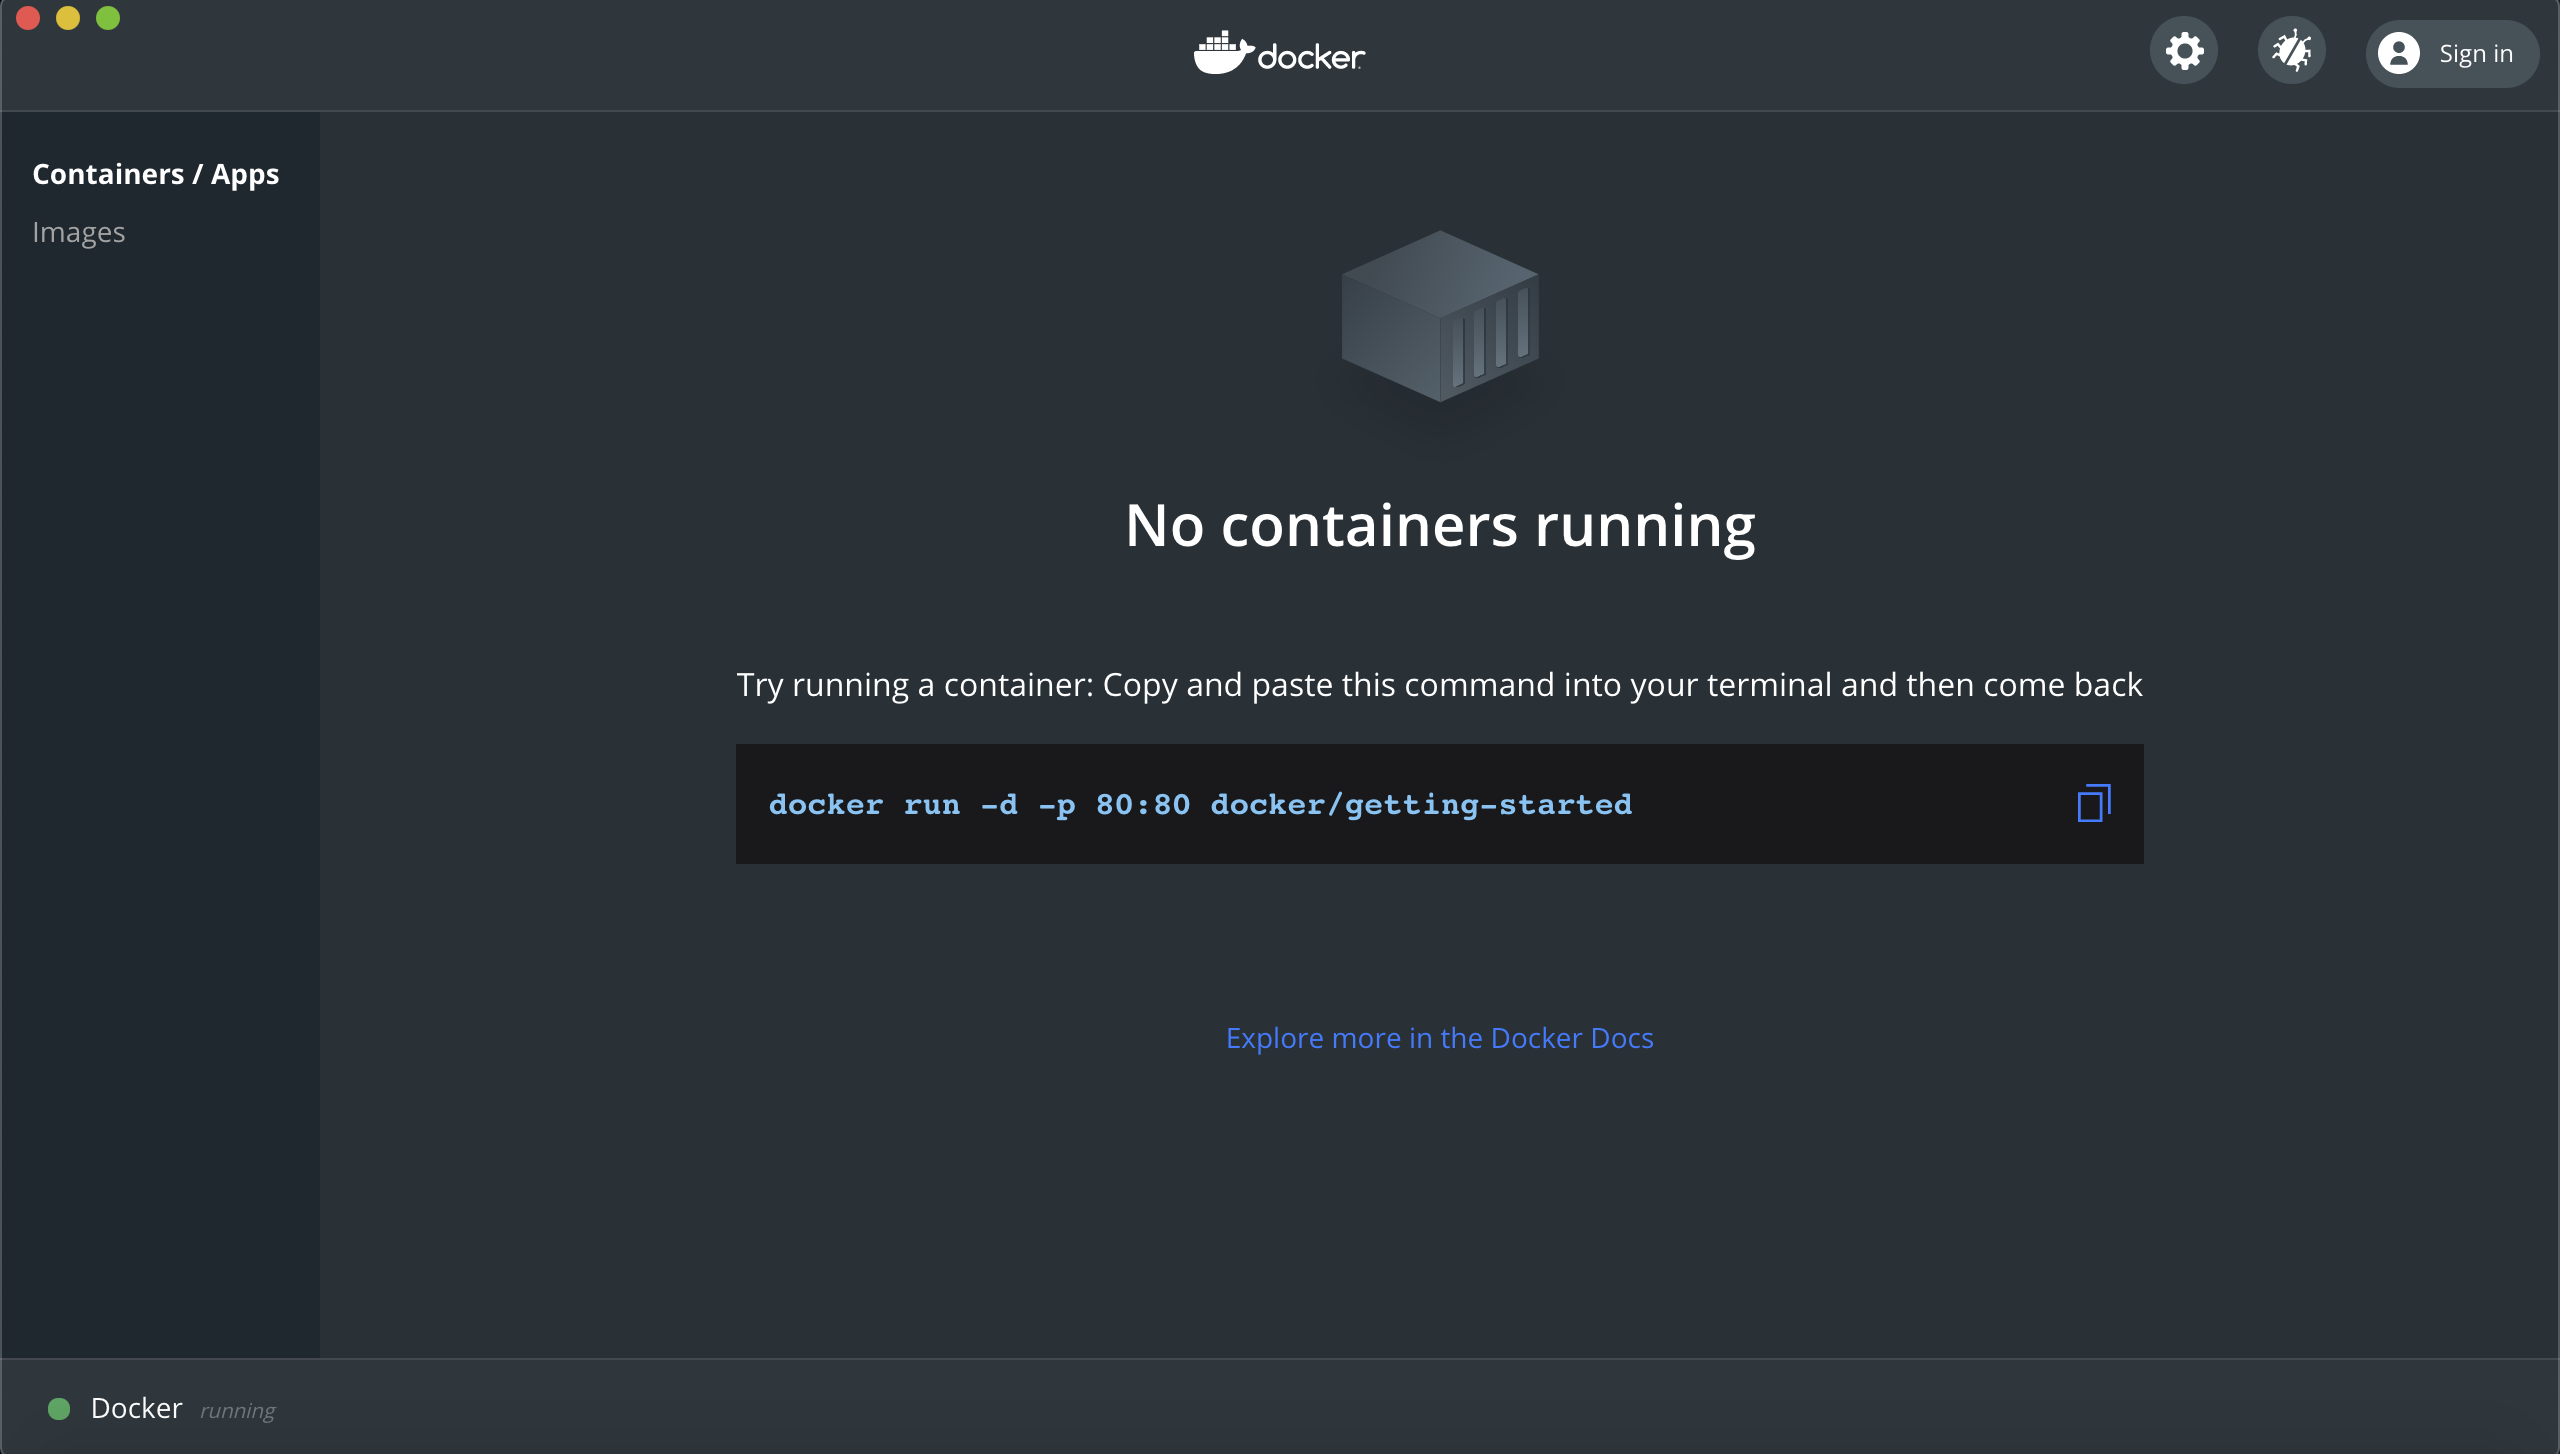 docker
Sign in
Containers / Apps
Images
No containers running
Try running a container: Copy and paste this command into your terminal and then come back
docker run -d -p 80:80 docker/getting-started
Explore more in the Docker Docs
Docker running